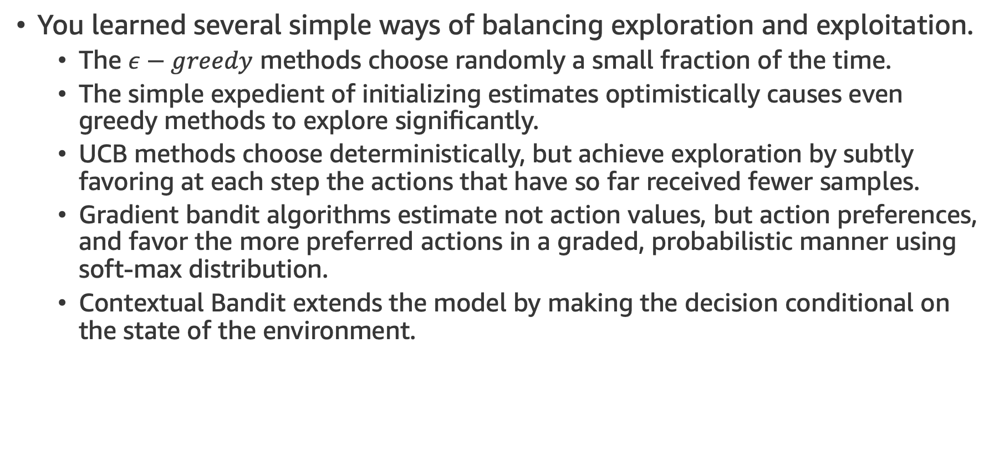 • You learned several simple ways of balancing exploration and exploitation.
• The ϵ − greedy methods choose randomly a small fraction of the time.
• The simple expedient of initializing estimates optimistically causes even
greedy methods to explore significantly.
• UCB methods choose deterministically, but achieve exploration by subtly
favoring at each step the actions that have so far received fewer samples.
• Gradient bandit algorithms estimate not action values, but action preferences,
and favor the more preferred actions in a graded, probabilistic manner using
soft-max distribution.
• Contextual Bandit extends the model by making the decision conditional on
the state of the environment.